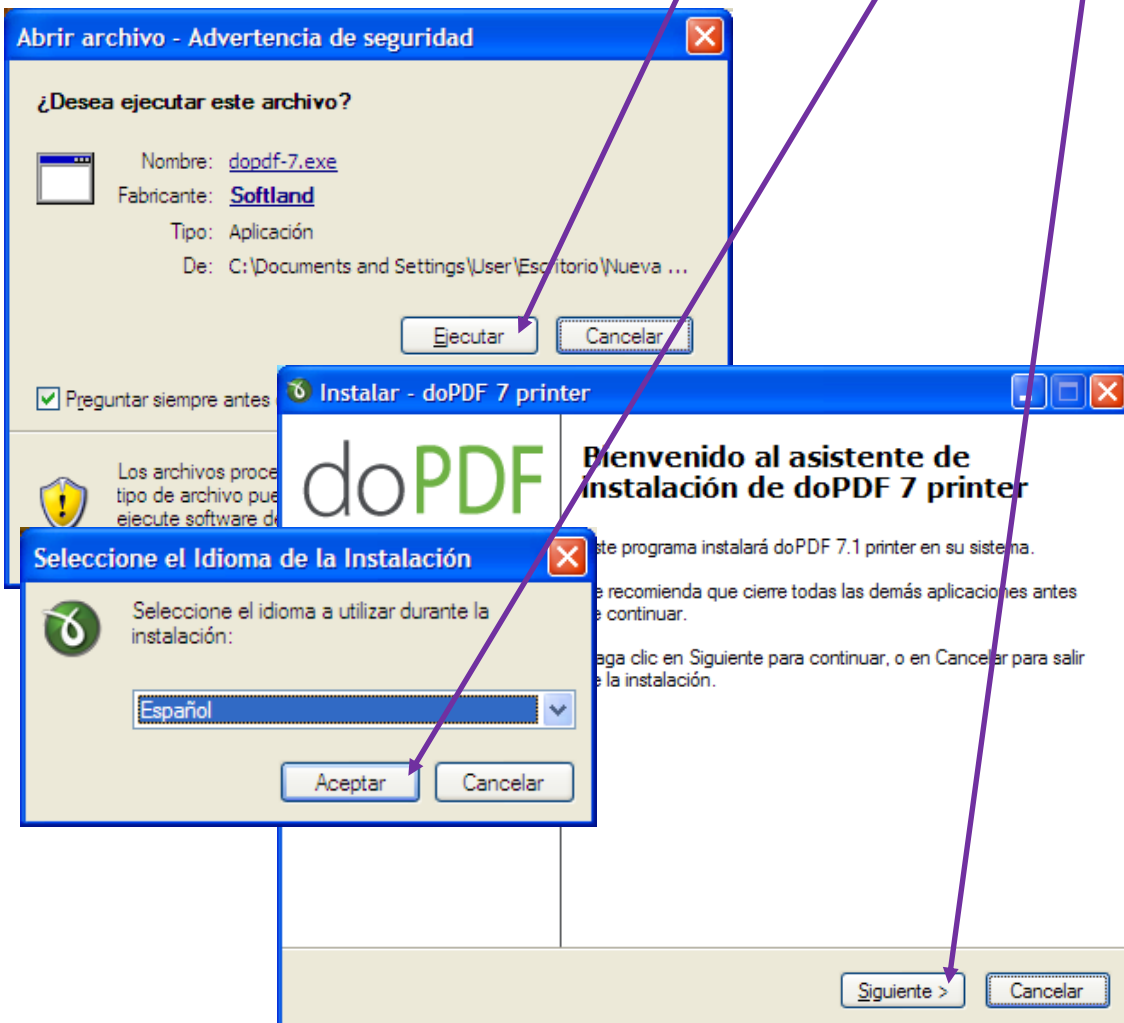 Abrir archivo - Advertencia de seguridad
¿Desea ejecutar este archivo?
Nombre: dopdf-7.exe
Fabricante: Softland
Tipo: Aplicación
De: C:\Documents and Settings\User\Escritorio\Nueva ...
Ejecutar Cancelar
Preguntar siempre antes
Los archivos proce
tipo de archivo pue
ejecute software de
Instalar - doPDF 7 printer
doPDF
Bienvenido al asistente de
instalación de doPDF 7 printer
ste programa instalará doPDF 7.1 printer en su sistema.
e recomienda que cierre todas las demás aplicaciones antes
e continuar.
aga clic en Siguiente para continuar, o en Cancelar para salir
e la instalación.
Siguiente > Cancelar
Seleccione el Idioma de la Instalación
Seleccione el idioma a utilizar durante la
instalación:
Español
Aceptar Cancelar